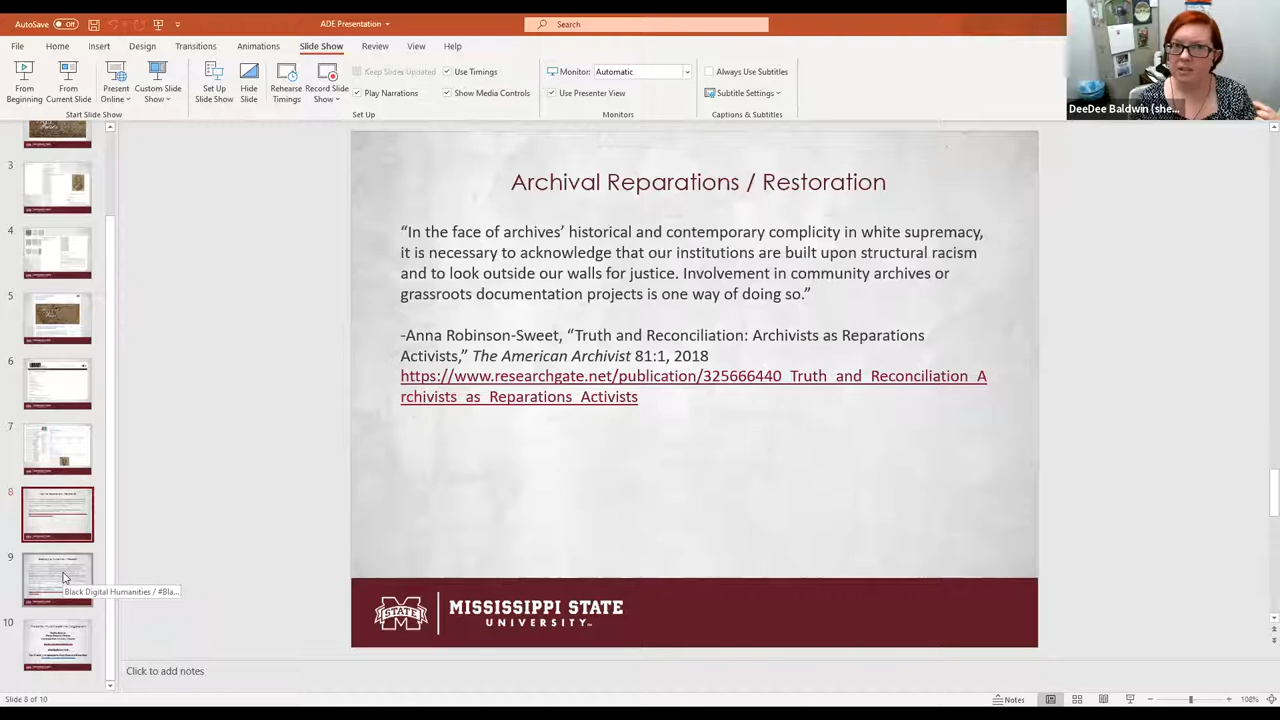 AutoSave Off
ADE Presentation
Search
File Home Insert Design Transitions Animations Slide Show Review View Help
From Beginning
From Current Slide
Present Online
Custom Slide Show
Start Slide Show
Set Up Slide Show
Hide Slide
Rehearse Timings
Record Slide Show
Keep Slides Updated
Use Timings
Play Narrations
Show Media Controls
Set Up
Monitor: Automatic
Use Presenter View
Monitors
Always Use Subtitles
Subtitle Settings
Captions & Subtitles
DeeDee Baldwin (she...
3
4
5
6
7
8
9
10
Black Digital Humanities / #Bla...
Archival Reparations / Restoration
“In the face of archives’ historical and contemporary complicity in white supremacy,
it is necessary to acknowledge that our institutions are built upon structural racism
and to look outside our walls for justice. Involvement in community archives or
grassroots documentation projects is one way of doing so.”
-Anna Robinson-Sweet, “Truth and Reconciliation: Archivists as Reparations
Activists,” The American Archivist 81:1, 2018
https://www.researchgate.net/publication/325666440_Truth_and_Reconciliation_A
rchivists_as_Reparations_Activists
STATE
MISSISSIPPI STATE
UNIVERSITY™
Click to add notes
Slide 8 of 10
Notes
108%